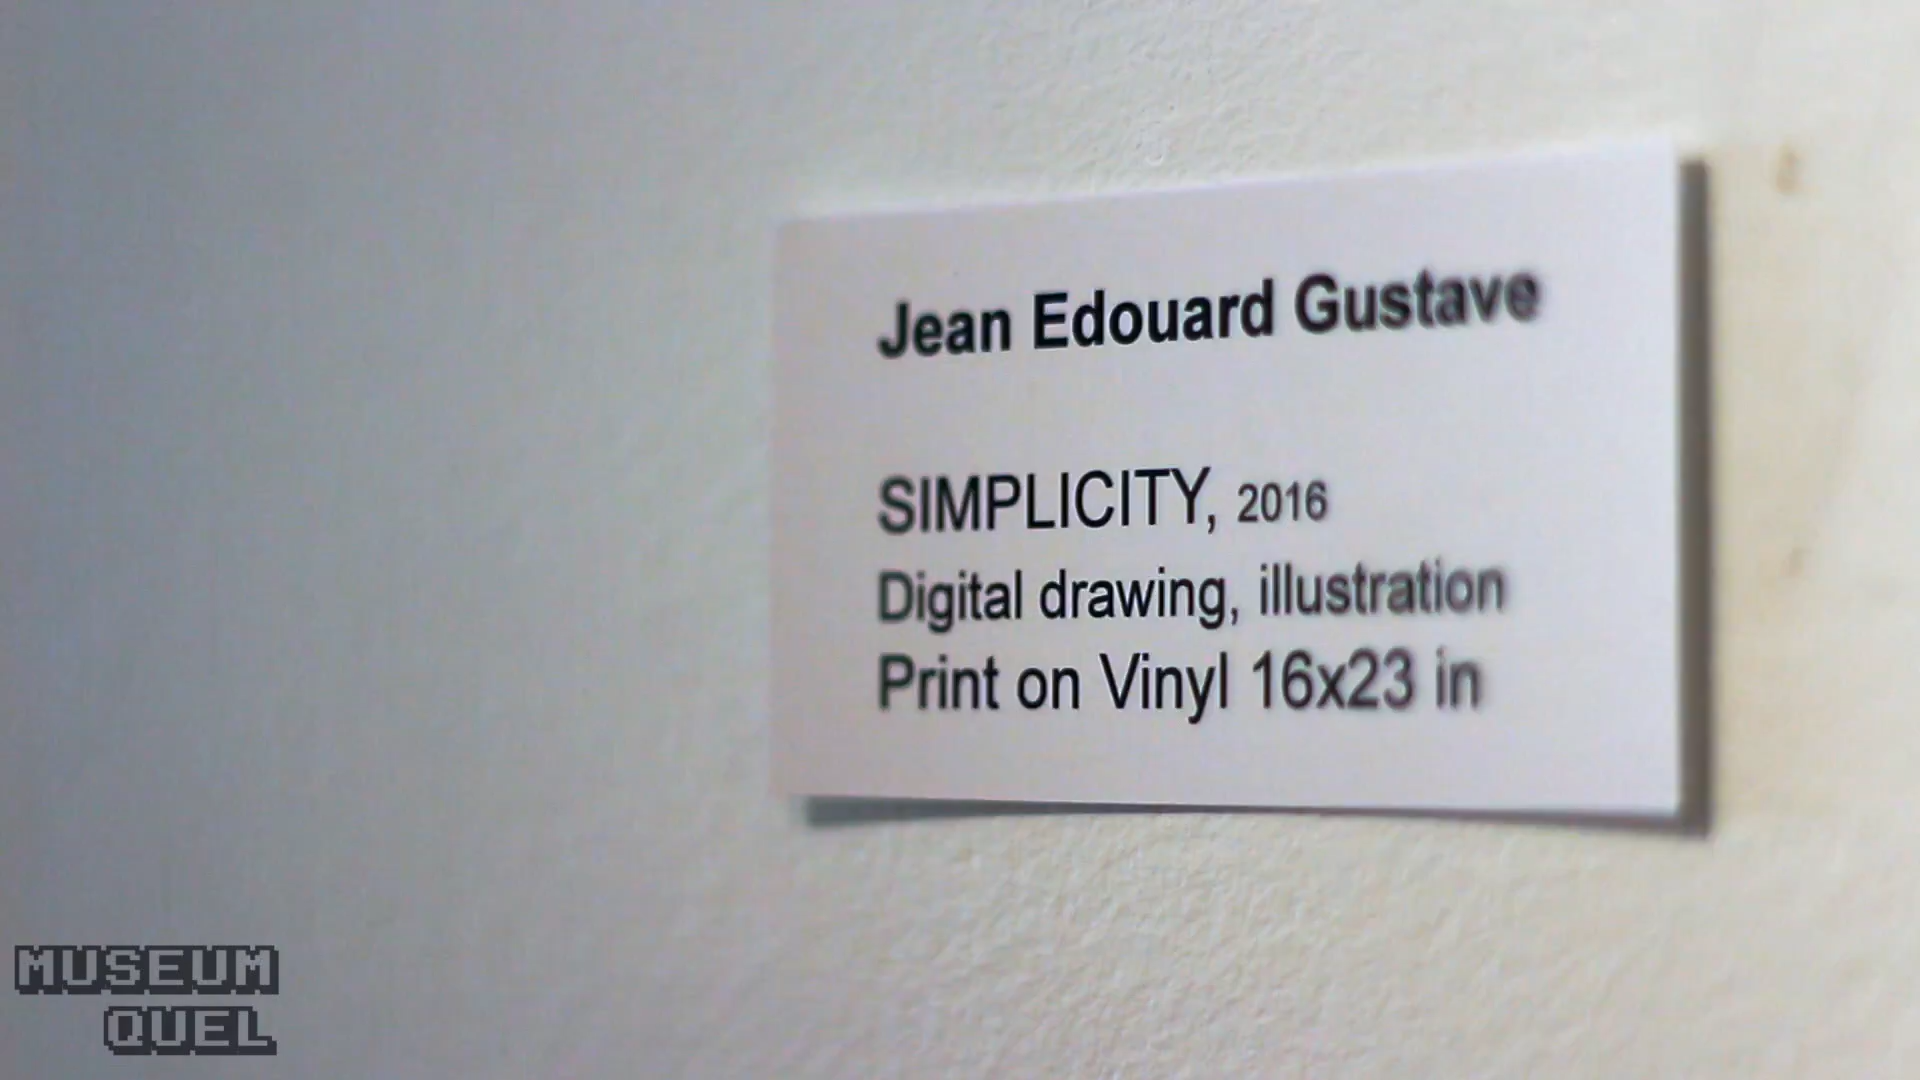 Jean Edouard Gustave
SIMPLICITY, 2016
Digital drawing, illustration
Print on Vinyl 16x23 in
MUSEUM
QUEL